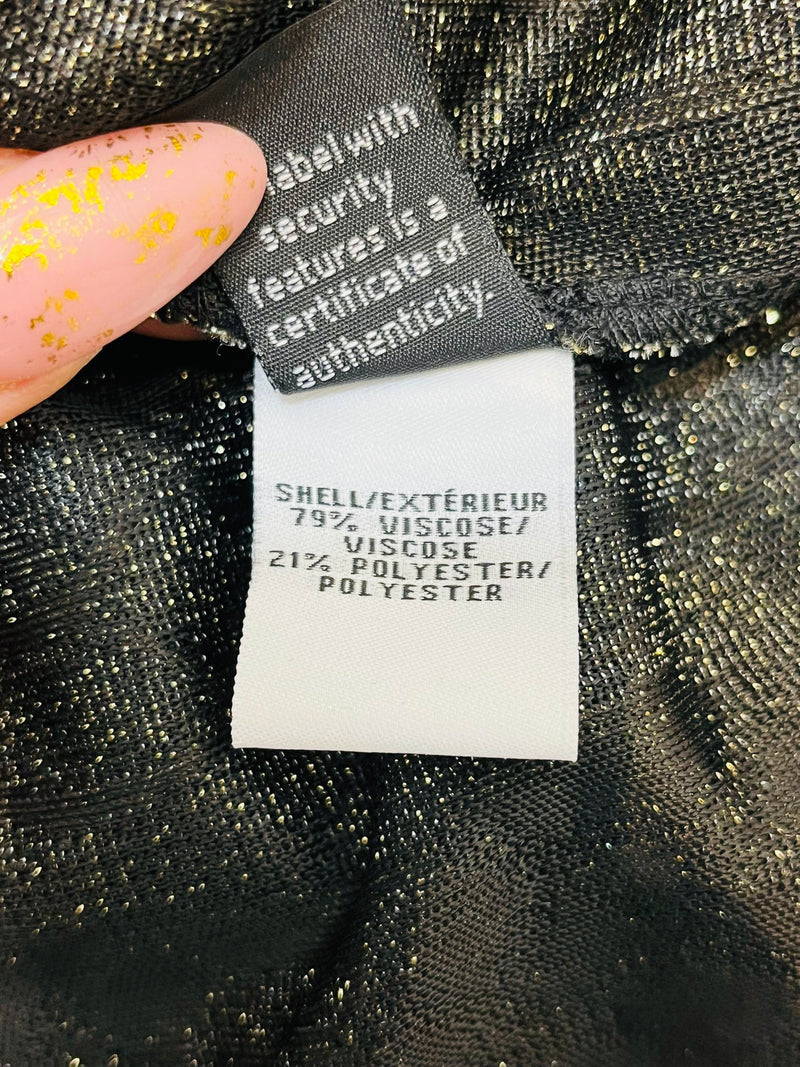 label with
security
features is a
certificate of
authenticity.
SHELL/EXTÉRIEUR
79% VISCOSE/
VISCOSE
21% POLYESTER/
POLYESTER